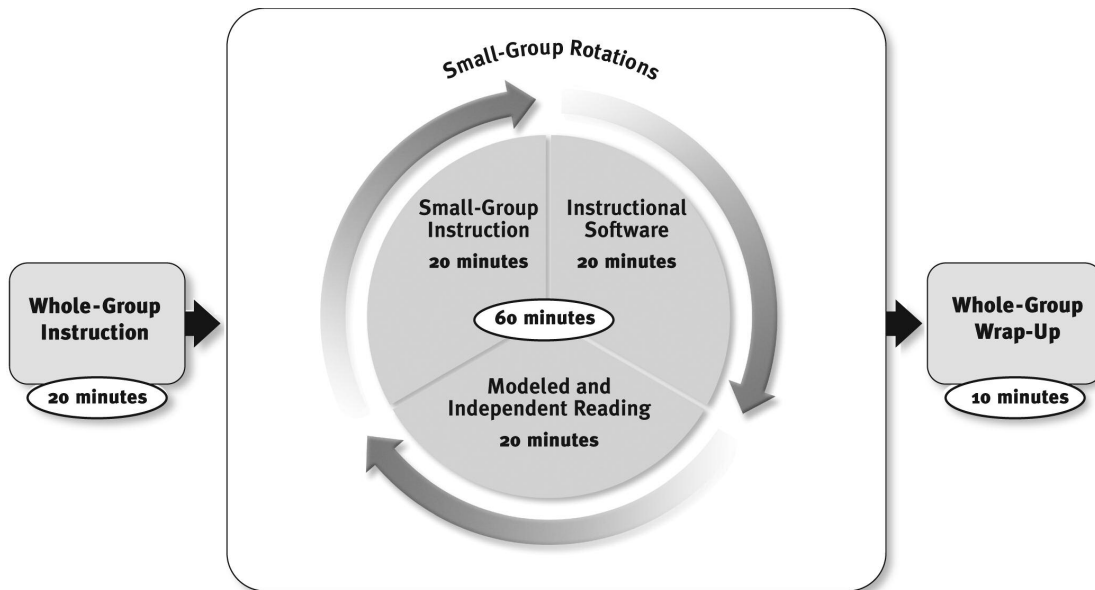 Small-Group Rotations
Whole-Group
Instruction
20 minutes
Small-Group
Instruction
20 minutes
Instructional
Software
20 minutes
60 minutes
Modeled and
Independent Reading
20 minutes
Whole-Group
Wrap-Up
10 minutes